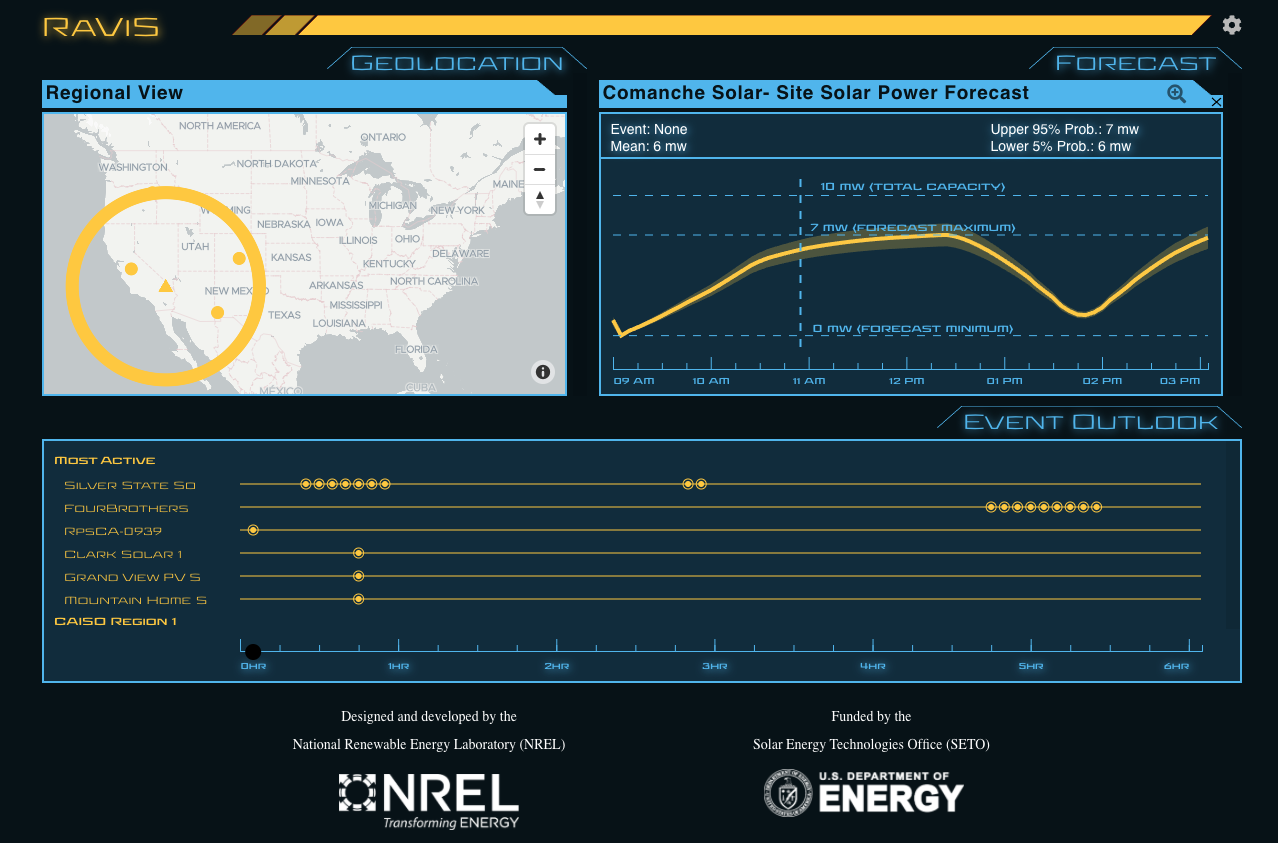 RAVIS
GEOLOCATION
FORECAST
Regional View
Comanche Solar- Site Solar Power Forecast
NORTH AMERICA
ONTARIO
WASHINGTON
NORTH DAKOTA
MINNESOTA
MAINE
WYOMING
MICHIGAN
NEW YORK
NEBRASKA
IOWA
UTAH
ILLINOIS
OHIO
KANSAS
DELAWARE
KENTUCKY
NEW MEXICO
ARKANSAS
NORTH CAROLINA
MISSISSIPPI
TEXAS
LOUISIANA
FLORIDA
MÉXICO
CUBA
Event: None
Mean: 6 mw
Upper 95% Prob.: 7 mw
Lower 5% Prob.: 6 mw
10 MW (TOTAL CAPACITY)
7 MW (FORECAST MAXIMUM)
0 MW (FORECAST MINIMUM)
09 AM 10 AM 11 AM 12 PM 01 PM 02 PM 03 PM
EVENT OUTLOOK
MOST ACTIVE
SILVER STATE SO
FOURBROTHERS
RPSCA-0939
CLARK SOLAR 1
GRAND VIEW PV S
MOUNTAIN HOME S
CAISO REGION 1
0HR 1HR 2HR 3HR 4HR 5HR 6HR
Designed and developed by the
National Renewable Energy Laboratory (NREL)
NREL
Transforming ENERGY
Funded by the
Solar Energy Technologies Office (SETO)
U.S. DEPARTMENT OF
ENERGY